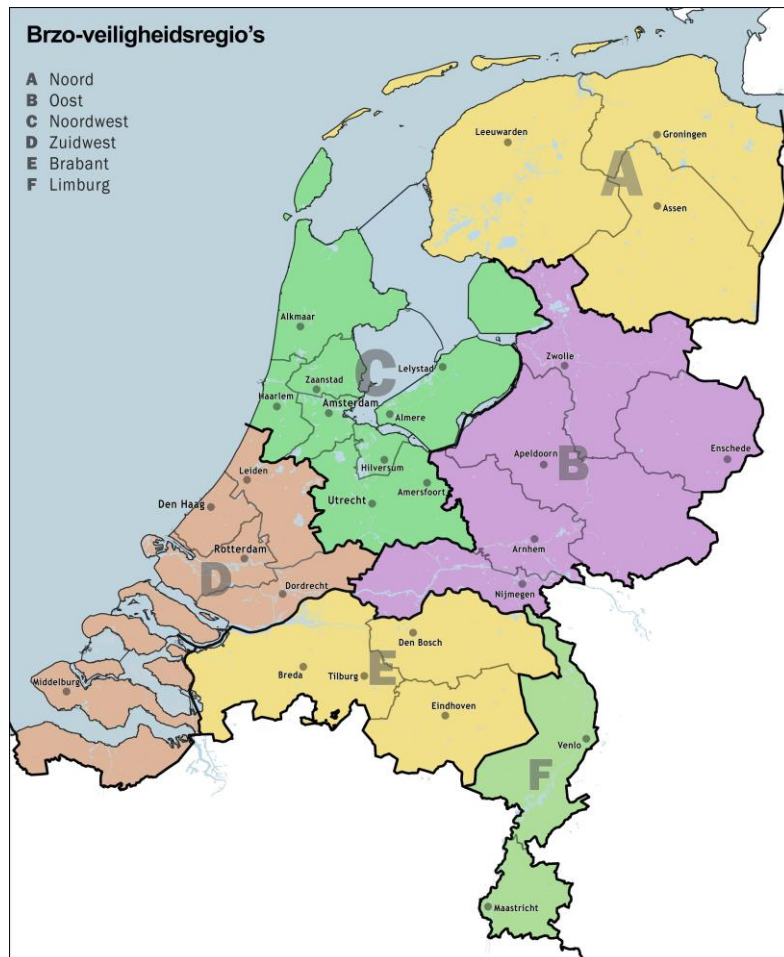 Brzo-veiligheidsregio's
A Noord
B Oost
C Noordwest
D Zuidwest
E Brabant
F Limburg
Leeuwarden
Groningen
A
Assen
Alkmaar
Zwolle
C
Lelystad
Zaanstad
Haarlem
Amsterdam
Almere
Enschede
Apeldoorn
B
Hilversum
Leiden
Amersfoort
Utrecht
Den Haag
Arnhem
Rotterdam
D
Nijmegen
Dordrecht
Den Bosch
E
Breda
Tilburg
Middelburg
Eindhoven
Venlo
F
Maastricht